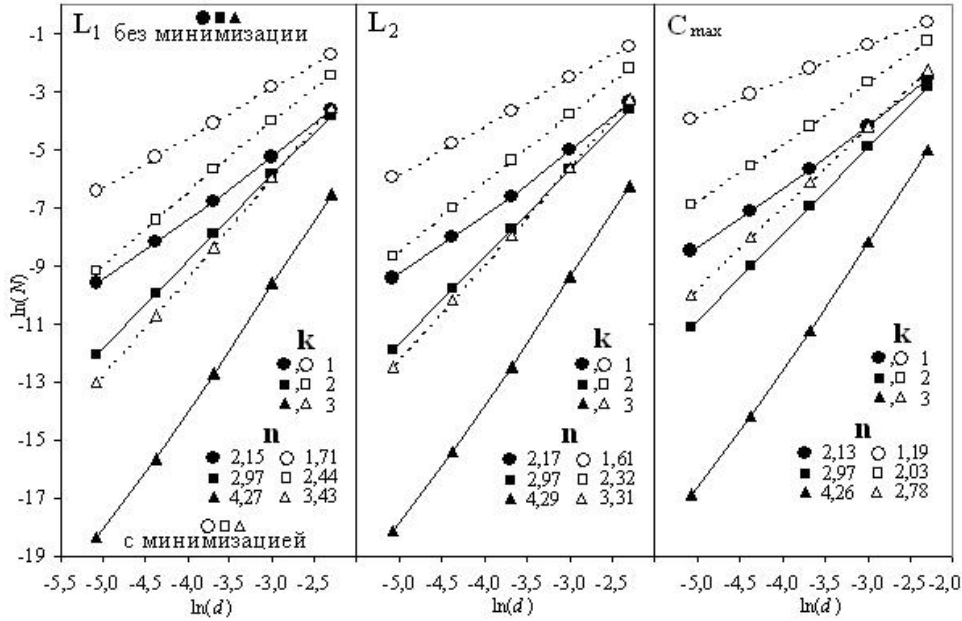 L1 ●■▲
без минимизации
L2
Cmax
-1
-3
-5
-7
-9
-11
-13
-15
-17
-19
ln(N)
k
●,○ 1
■,□ 2
▲,△ 3
n
● 2,15 ○ 1,71
■ 2,97 □ 2,44
▲ 4,27 △ 3,43
○□△
с минимизацией
k
●,○ 1
■,□ 2
▲,△ 3
n
● 2,17 ○ 1,61
■ 2,97 □ 2,32
▲ 4,29 △ 3,31
k
●,○ 1
■,□ 2
▲,△ 3
n
● 2,13 ○ 1,19
■ 2,97 □ 2,03
▲ 4,26 △ 2,78
-5,5 -5,0 -4,5 -4,0 -3,5 -3,0 -2,5
ln(d)
-5,0 -4,5 -4,0 -3,5 -3,0 -2,5
ln(d)
-5,0 -4,5 -4,0 -3,5 -3,0 -2,5 -2,0
ln(d)